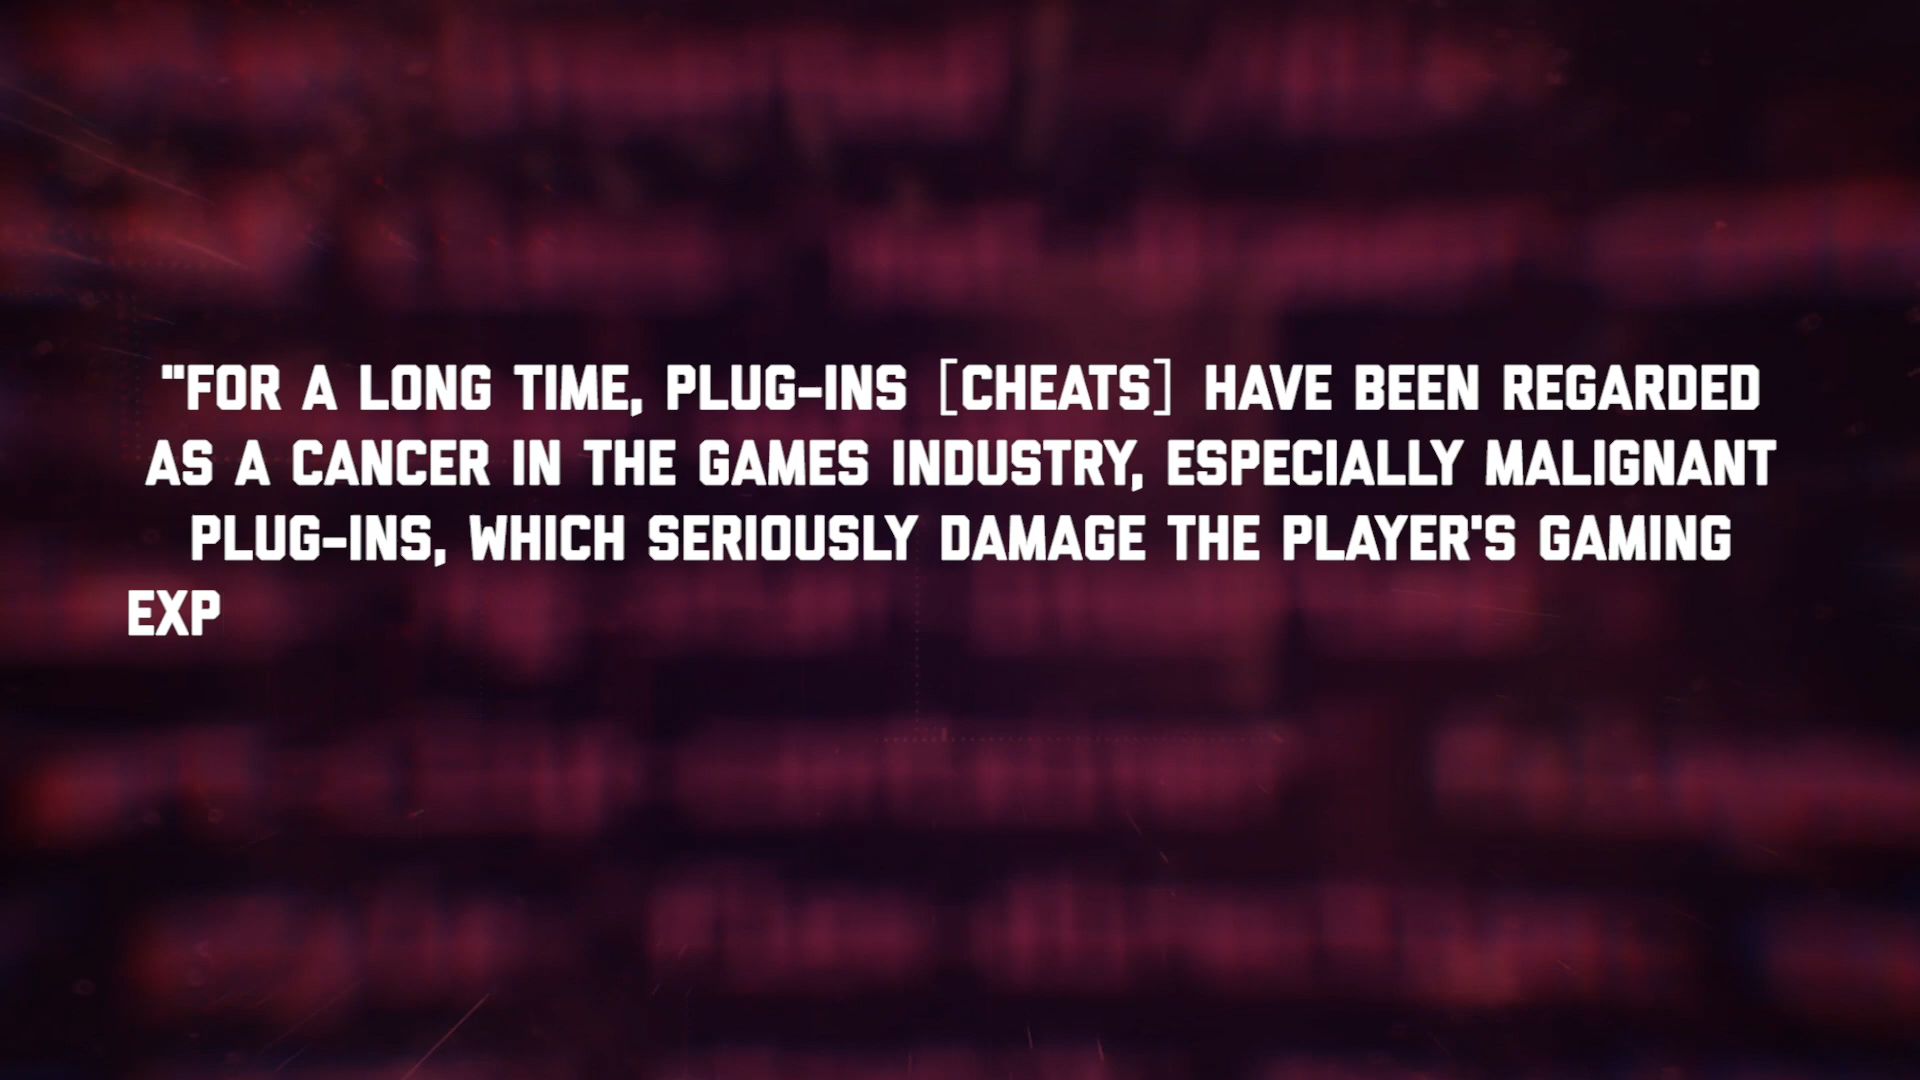 "FOR A LONG TIME, PLUG-INS [CHEATS] HAVE BEEN REGARDED
AS A CANCER IN THE GAMES INDUSTRY, ESPECIALLY MALIGNANT
PLUG-INS, WHICH SERIOUSLY DAMAGE THE PLAYER'S GAMING
EXP